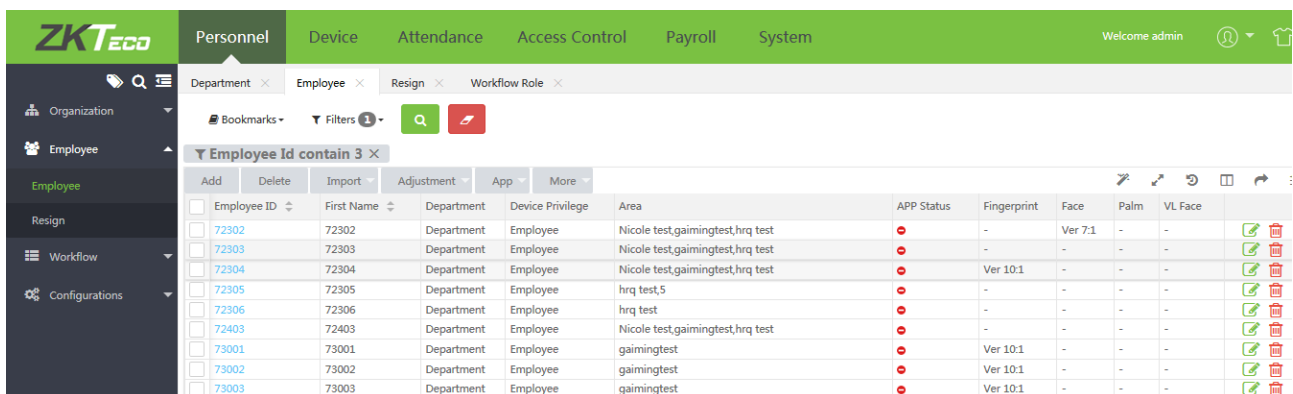 ZKTeco Personnel Device Attendance Access Control Payroll System Welcome admin
Department × Employee × Resign × Workflow Role ×
Organization
Bookmarks Filters 1
Employee
Employee Id contain 3 ×
Add Delete Import Adjustment App More
Employee
Employee ID First Name Department Device Privilege Area APP Status Fingerprint Face Palm VL Face
Resign
72302 72302 Department Employee Nicole test,gaimingtest,hrq test - Ver 7:1 - -
72303 72303 Department Employee Nicole test,gaimingtest,hrq test - - - -
Workflow
72304 72304 Department Employee Nicole test,gaimingtest,hrq test Ver 10:1 - - -
72305 72305 Department Employee hrq test,5 - - - -
Configurations
72306 72306 Department Employee hrq test - - - -
72403 72403 Department Employee Nicole test,gaimingtest,hrq test - - - -
73001 73001 Department Employee gaimingtest Ver 10:1 - - -
73002 73002 Department Employee gaimingtest Ver 10:1 - - -
73003 73003 Department Employee gaimingtest Ver 10:1 - - -